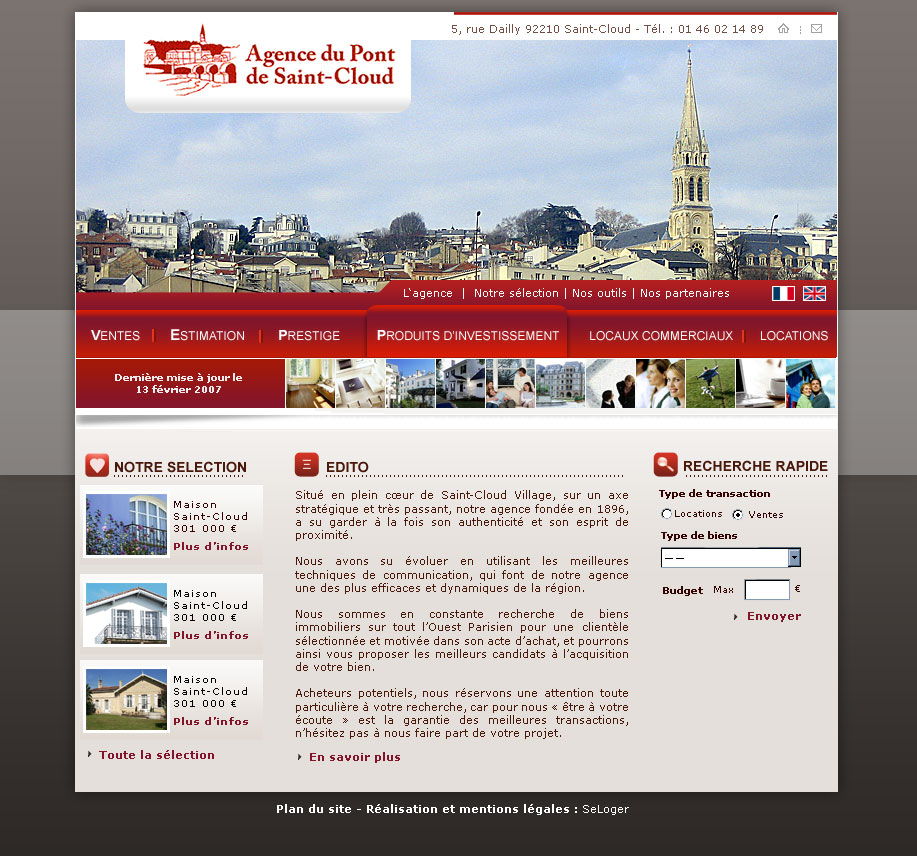 5, rue Dailly 92210 Saint-Cloud - Tél. : 01 46 02 14 89
Agence du Pont
de Saint-Cloud
L'agence | Nos sélection | Nos outils | Nos partenaires
VENTES | ESTIMATION | PRESTIGE
PRODUITS D'INVESTISSEMENT
LOCAUX COMMERCIAUX | LOCATIONS
Dernière mise à jour le
13 février 2007
NOTRE SELECTION
Maison
Saint-Cloud
301 000 €
Plus d'infos
Maison
Saint-Cloud
301 000 €
Plus d'infos
Maison
Saint-Cloud
301 000 €
Plus d'infos
Toute la sélection
EDITO
Situé en plein cœur de Saint-Cloud Village, sur un axe
stratégique et très passant, notre agence fondée en 1896,
a su garder à la fois son authenticité et son esprit de
proximité.
Nous avons su évoluer en utilisant les meilleures
techniques de communication, qui font de notre agence
une des plus efficaces et dynamiques de la région.
Nous sommes en constante recherche de biens
immobiliers sur tout l'Ouest Parisien pour une clientèle
sélectionnée et motivée dans son acte d'achat, et pourrons
ainsi vous proposer les meilleurs candidats à l'acquisition
de votre bien.
Acheteurs potentiels, nous réservons une attention toute
particulière à votre recherche, car pour nous « être à votre
écoute » est la garantie des meilleures transactions,
n'hésitez pas à nous faire part de votre projet.
En savoir plus
RECHERCHE RAPIDE
Type de transaction
Locations Ventes
Type de biens
--
Budget Max €
Envoyer
Plan du site - Réalisation et mentions légales : SeLoger